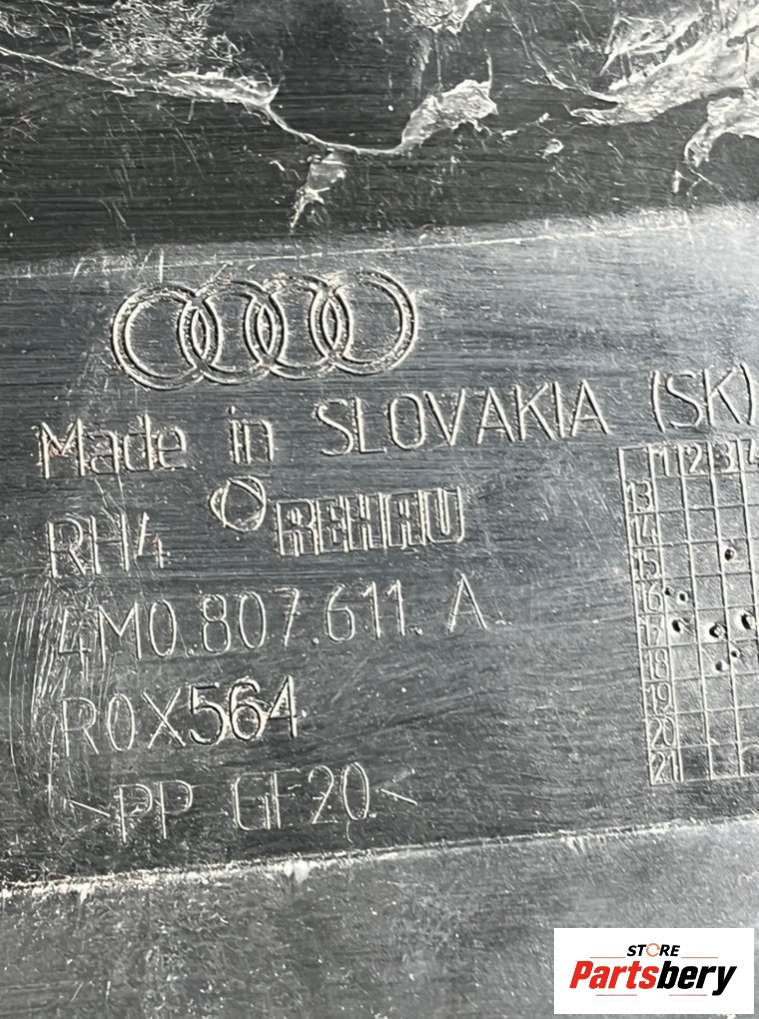 Made in SLOVAKIA (SK)
RH4 REHAU
4M0.807.611. A
R0X564
>PP GF20<
1 2 3 4
13
14
15
16
17
18
19
20
21
STORE
Partsbery